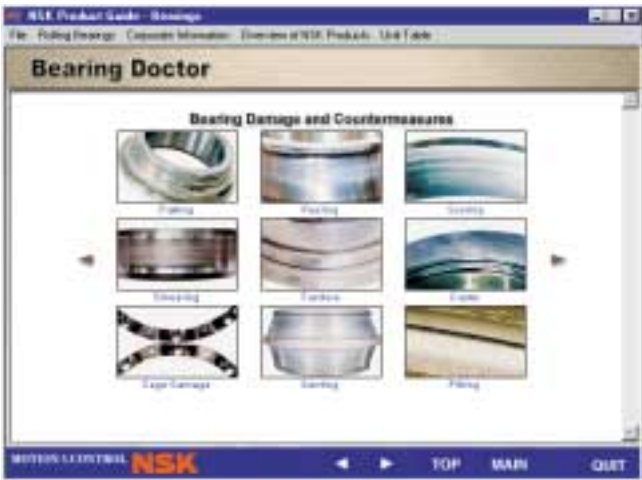 NSK Product Guide - Bearings
File Rolling Bearings Corporate Information Overview of NSK Products Unit Table
Bearing Doctor
Bearing Damage and Countermeasures
Flaking Peeling Scoring
Smearing Fracture Cracks
Cage Damage Denting Pitting
MOTION & CONTROL NSK TOP MAIN QUIT